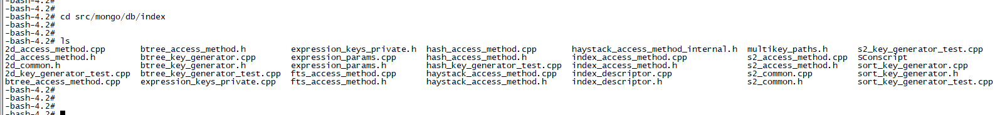 -bash-4.2#
-bash-4.2#
-bash-4.2# cd src/mongo/db/index
-bash-4.2#
-bash-4.2#
-bash-4.2# ls
2d_access_method.cpp btree_access_method.h expression_keys_private.h hash_access_method.cpp haystack_access_method_internal.h multikey_paths.h s2_key_generator_test.cpp
2d_access_method.h btree_key_generator.cpp expression_params.cpp hash_access_method.h index_access_method.cpp s2_access_method.cpp SConscript
2d_common.h btree_key_generator.h expression_params.h hash_key_generator_test.cpp index_access_method.h s2_access_method.h sort_key_generator.cpp
2d_key_generator_test.cpp btree_key_generator_test.cpp fts_access_method.cpp haystack_access_method.cpp index_descriptor.cpp s2_common.cpp sort_key_generator.h
btree_access_method.cpp expression_keys_private.cpp fts_access_method.h haystack_access_method.h index_descriptor.h s2_common.h sort_key_generator_test.cpp
-bash-4.2#
-bash-4.2#
-bash-4.2#
-bash-4.2#